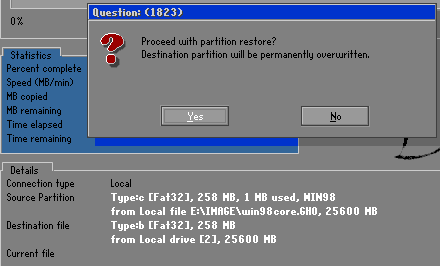 Question: (1823)
0%
Proceed with partition restore?
Destination partition will be permanently overwritten.
Yes
No
Statistics
Percent complete
Speed (MB/min)
MB copied
MB remaining
Time elapsed
Time remaining
Details
Connection type Local
Source Partition Type:c [Fat32], 258 MB, 1 MB used, WIN98
from Local file E:\IMAGE\win98core.GHO, 25600 MB
Destination file Type:b [Fat32], 258 MB
from Local drive [2], 25600 MB
Current file